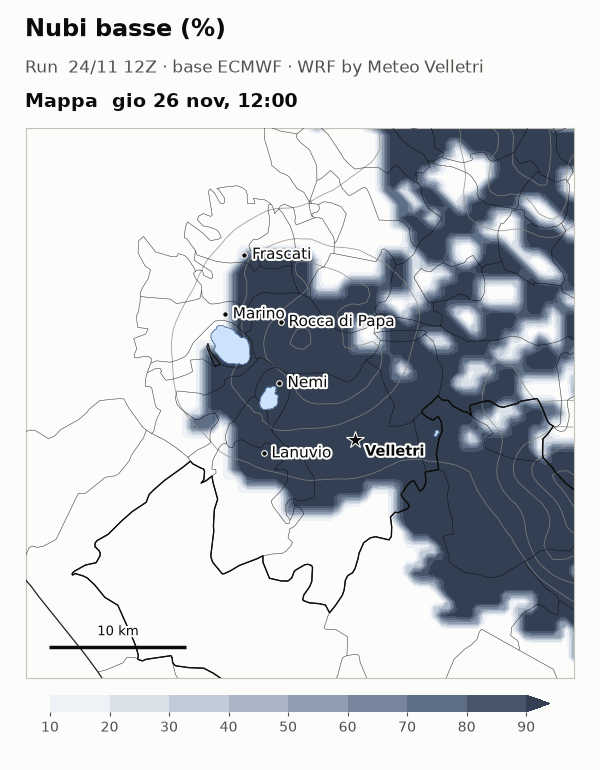 Nubi basse (%)
Run  24/11 12Z · base ECMWF · WRF by Meteo Velletri
Mappa  gio 26 nov, 12:00
Frascati
Marino
Rocca di Papa
Nemi
Velletri
Lanuvio
10 km
10 20 30 40 50 60 70 80 90